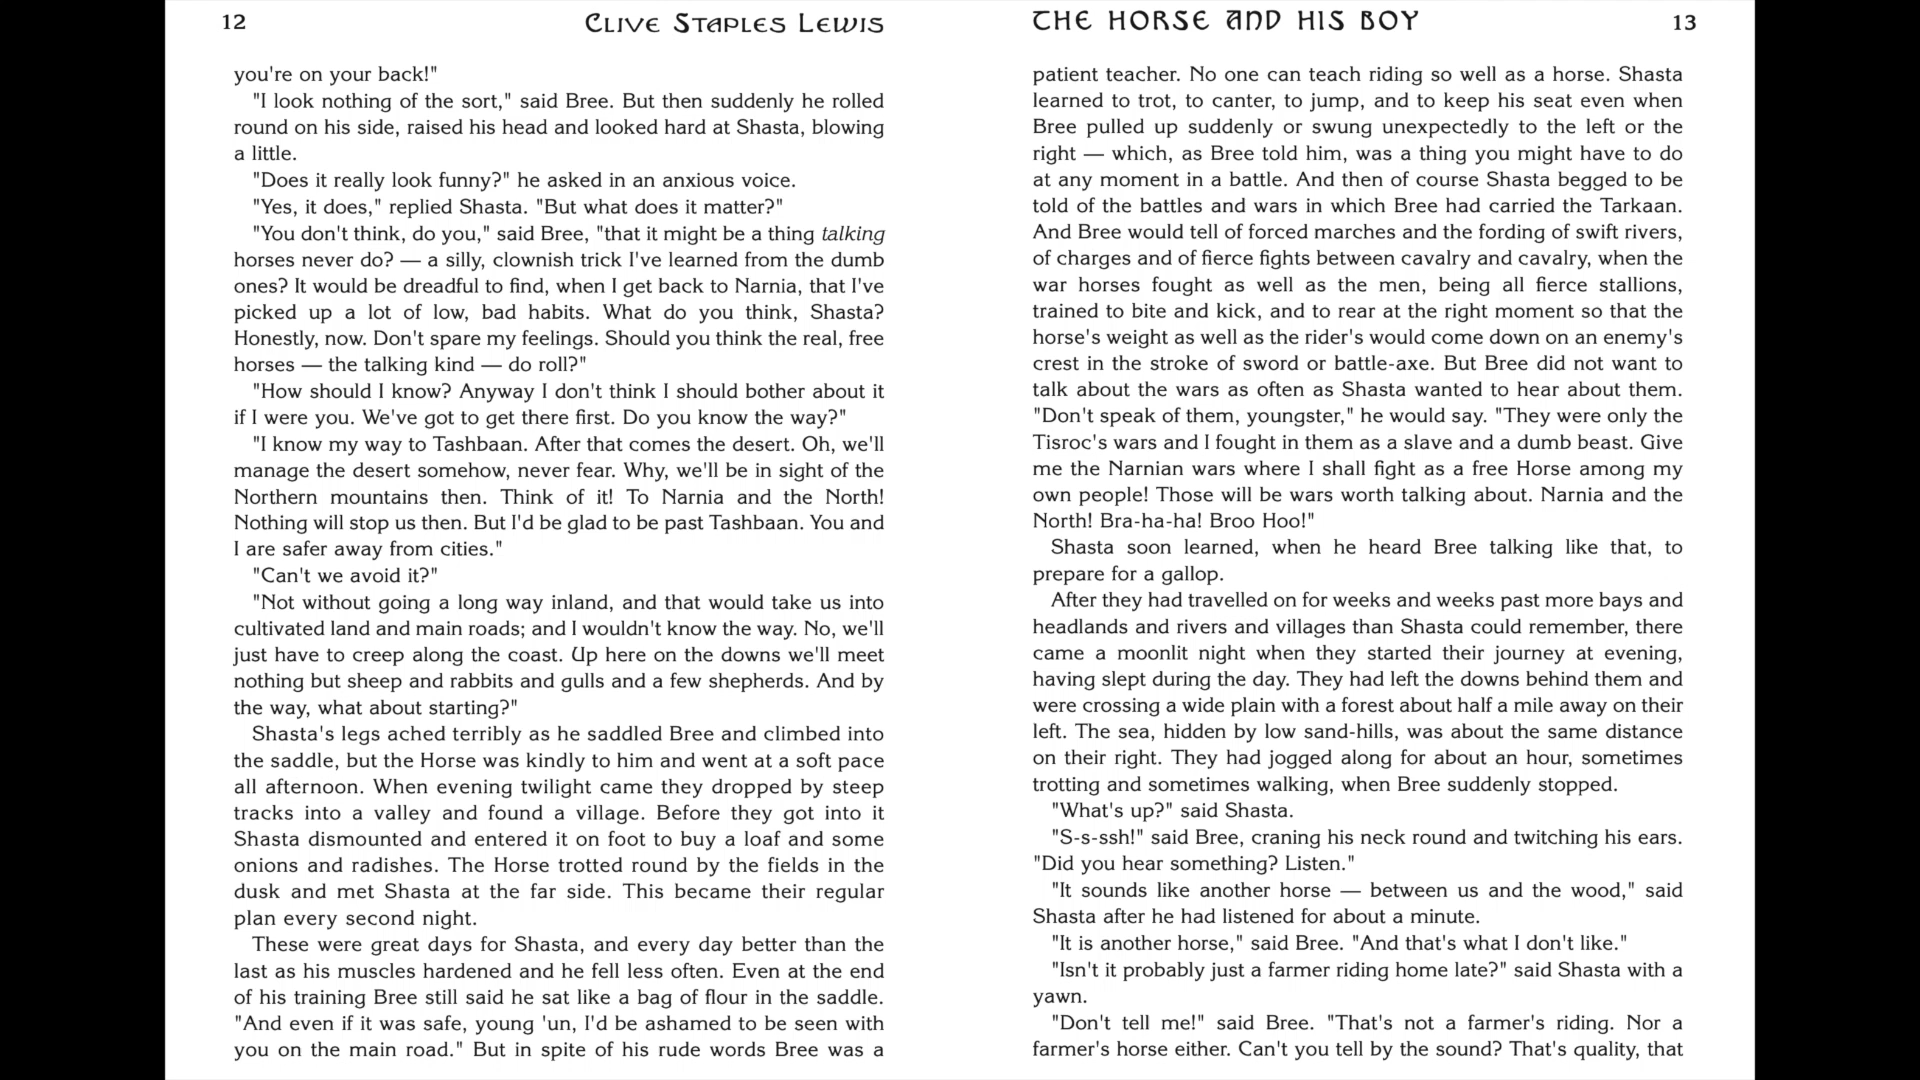 12
Clive Staples Lewis
you're on your back!"
"I look nothing of the sort," said Bree. But then suddenly he rolled
round on his side, raised his head and looked hard at Shasta, blowing
a little.
"Does it really look funny?" he asked in an anxious voice.
"Yes, it does," replied Shasta. "But what does it matter?"
"You don't think, do you," said Bree, "that it might be a thing talking
horses never do? — a silly, clownish trick I've learned from the dumb
ones? It would be dreadful to find, when I get back to Narnia, that I've
picked up a lot of low, bad habits. What do you think, Shasta?
Honestly, now. Don't spare my feelings. Should you think the real, free
horses — the talking kind — do roll?"
"How should I know? Anyway I don't think I should bother about it
if I were you. We've got to get there first. Do you know the way?"
"I know my way to Tashbaan. After that comes the desert. Oh, we'll
manage the desert somehow, never fear. Why, we'll be in sight of the
Northern mountains then. Think of it! To Narnia and the North!
Nothing will stop us then. But I'd be glad to be past Tashbaan. You and
I are safer away from cities."
"Can't we avoid it?"
"Not without going a long way inland, and that would take us into
cultivated land and main roads; and I wouldn't know the way. No, we'll
just have to creep along the coast. Up here on the downs we'll meet
nothing but sheep and rabbits and gulls and a few shepherds. And by
the way, what about starting?"
Shasta's legs ached terribly as he saddled Bree and climbed into
the saddle, but the Horse was kindly to him and went at a soft pace
all afternoon. When evening twilight came they dropped by steep
tracks into a valley and found a village. Before they got into it
Shasta dismounted and entered it on foot to buy a loaf and some
onions and radishes. The Horse trotted round by the fields in the
dusk and met Shasta at the far side. This became their regular
plan every second night.
These were great days for Shasta, and every day better than the
last as his muscles hardened and he fell less often. Even at the end
of his training Bree still said he sat like a bag of flour in the saddle.
"And even if it was safe, young 'un, I'd be ashamed to be seen with
you on the main road." But in spite of his rude words Bree was a
THE HORSE AND HIS BOY
13
patient teacher. No one can teach riding so well as a horse. Shasta
learned to trot, to canter, to jump, and to keep his seat even when
Bree pulled up suddenly or swung unexpectedly to the left or the
right — which, as Bree told him, was a thing you might have to do
at any moment in a battle. And then of course Shasta begged to be
told of the battles and wars in which Bree had carried the Tarkaan.
And Bree would tell of forced marches and the fording of swift rivers,
of charges and of fierce fights between cavalry and cavalry, when the
war horses fought as well as the men, being all fierce stallions,
trained to bite and kick, and to rear at the right moment so that the
horse's weight as well as the rider's would come down on an enemy's
crest in the stroke of sword or battle-axe. But Bree did not want to
talk about the wars as often as Shasta wanted to hear about them.
"Don't speak of them, youngster," he would say. "They were only the
Tisroc's wars and I fought in them as a slave and a dumb beast. Give
me the Narnian wars where I shall fight as a free Horse among my
own people! Those will be wars worth talking about. Narnia and the
North! Bra-ha-ha! Broo Hoo!"
Shasta soon learned, when he heard Bree talking like that, to
prepare for a gallop.
After they had travelled on for weeks and weeks past more bays and
headlands and rivers and villages than Shasta could remember, there
came a moonlit night when they started their journey at evening,
having slept during the day. They had left the downs behind them and
were crossing a wide plain with a forest about half a mile away on their
left. The sea, hidden by low sand-hills, was about the same distance
on their right. They had jogged along for about an hour, sometimes
trotting and sometimes walking, when Bree suddenly stopped.
"What's up?" said Shasta.
"S-s-ssh!" said Bree, craning his neck round and twitching his ears.
"Did you hear something? Listen."
"It sounds like another horse — between us and the wood," said
Shasta after he had listened for about a minute.
"It is another horse," said Bree. "And that's what I don't like."
"Isn't it probably just a farmer riding home late?" said Shasta with a
yawn.
"Don't tell me!" said Bree. "That's not a farmer's riding. Nor a
farmer's horse either. Can't you tell by the sound? That's quality, that